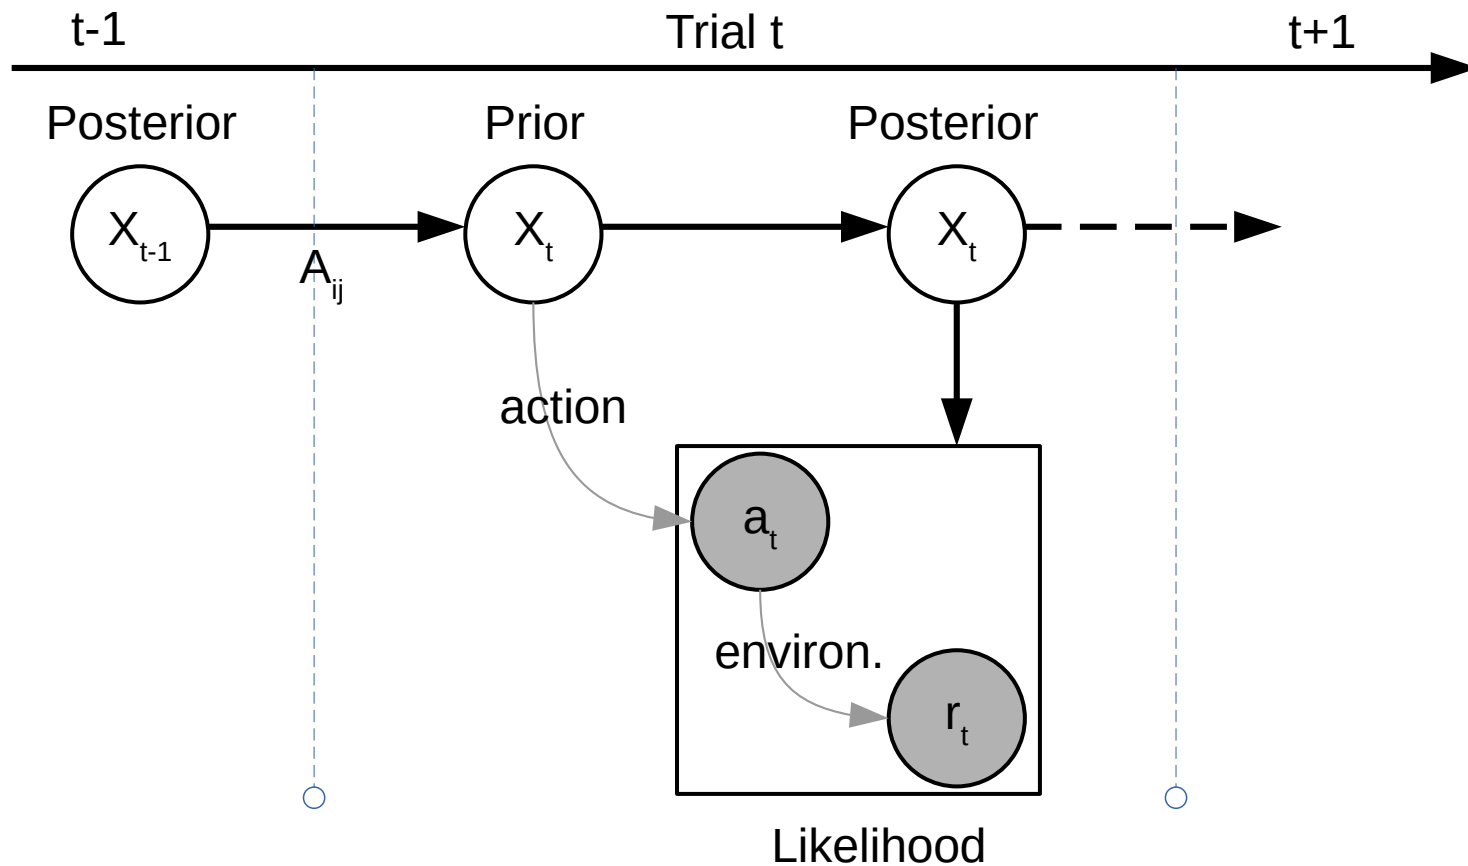 t-1 Trial t t+1
Posterior Prior Posterior
Xt-1 Xt Xt
Aij
action
at
environ.
rt
Likelihood